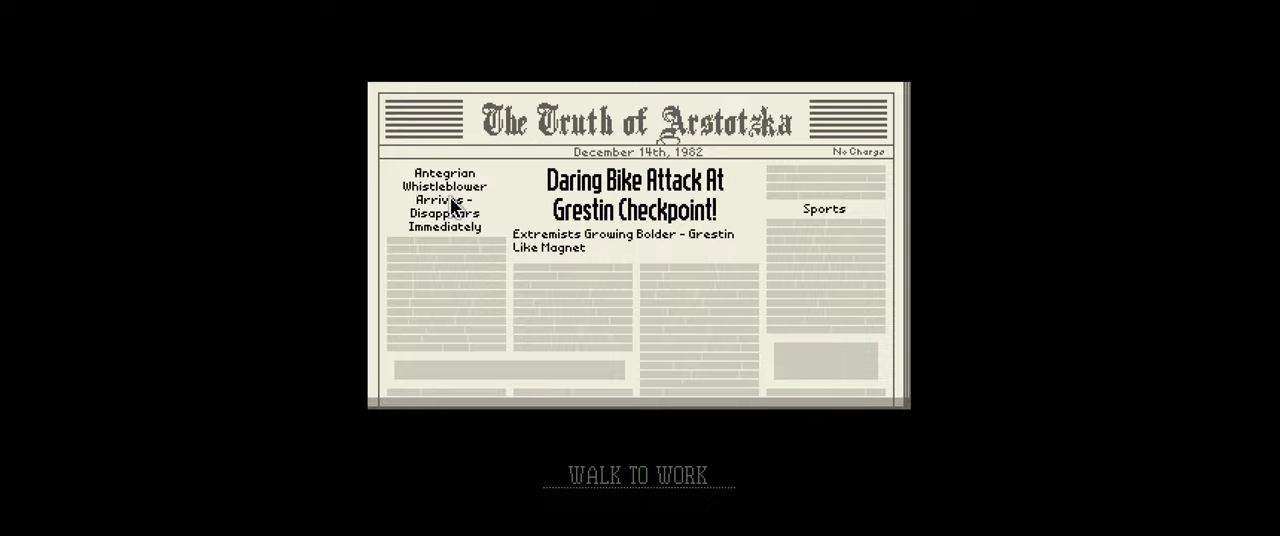 The Truth of Arstotzka
December 14th, 1982
No Charge
Antegrian
Whistleblower
Arrives -
Disappears
Immediately
Daring Bike Attack At
Grestin Checkpoint!
Extremists Growing Bolder - Grestin
Like Magnet
Sports
WALK TO WORK